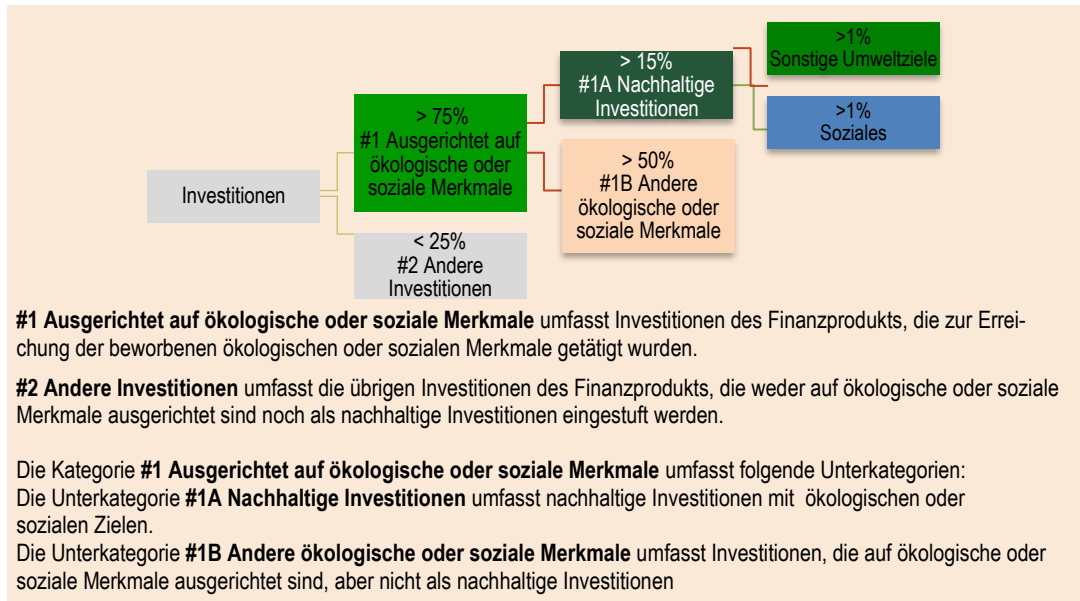 >1%
Sonstige Umweltziele
> 15%
#1A Nachhaltige
Investitionen
>1%
Soziales
> 75%
#1 Ausgerichtet auf
ökologische oder
soziale Merkmale
> 50%
#1B Andere
ökologische oder
soziale Merkmale
Investitionen
< 25%
#2 Andere
Investitionen
#1 Ausgerichtet auf ökologische oder soziale Merkmale umfasst Investitionen des Finanzprodukts, die zur Errei-
chung der beworbenen ökologischen oder sozialen Merkmale getätigt wurden.
#2 Andere Investitionen umfasst die übrigen Investitionen des Finanzprodukts, die weder auf ökologische oder soziale
Merkmale ausgerichtet sind noch als nachhaltige Investitionen eingestuft werden.
Die Kategorie #1 Ausgerichtet auf ökologische oder soziale Merkmale umfasst folgende Unterkategorien:
Die Unterkategorie #1A Nachhaltige Investitionen umfasst nachhaltige Investitionen mit ökologischen oder
sozialen Zielen.
Die Unterkategorie #1B Andere ökologische oder soziale Merkmale umfasst Investitionen, die auf ökologische oder
soziale Merkmale ausgerichtet sind, aber nicht als nachhaltige Investitionen